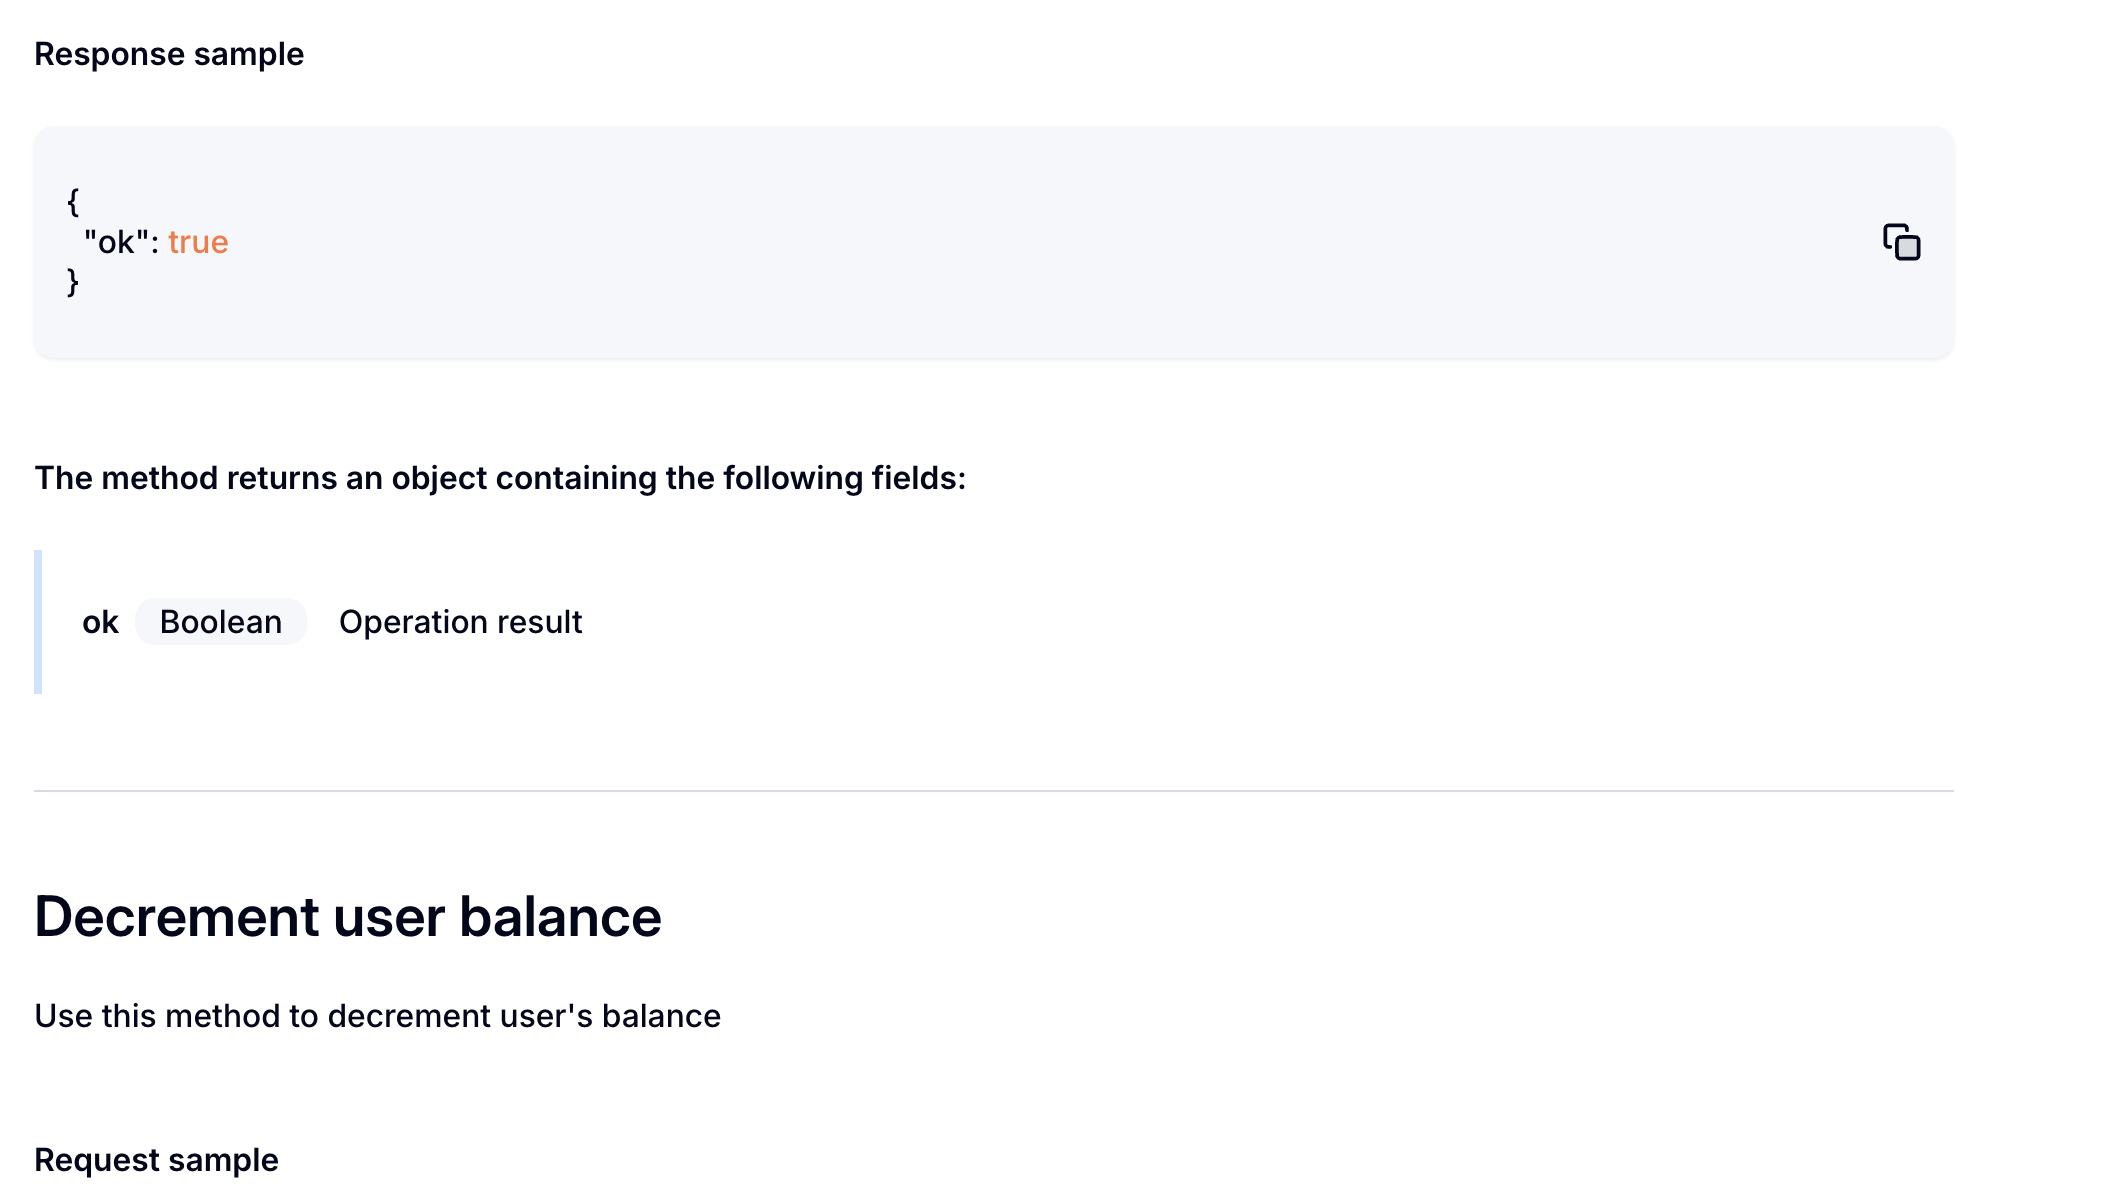 Response sample
{
"ok": true
}
The method returns an object containing the following fields:
ok Boolean Operation result
Decrement user balance
Use this method to decrement user's balance
Request sample